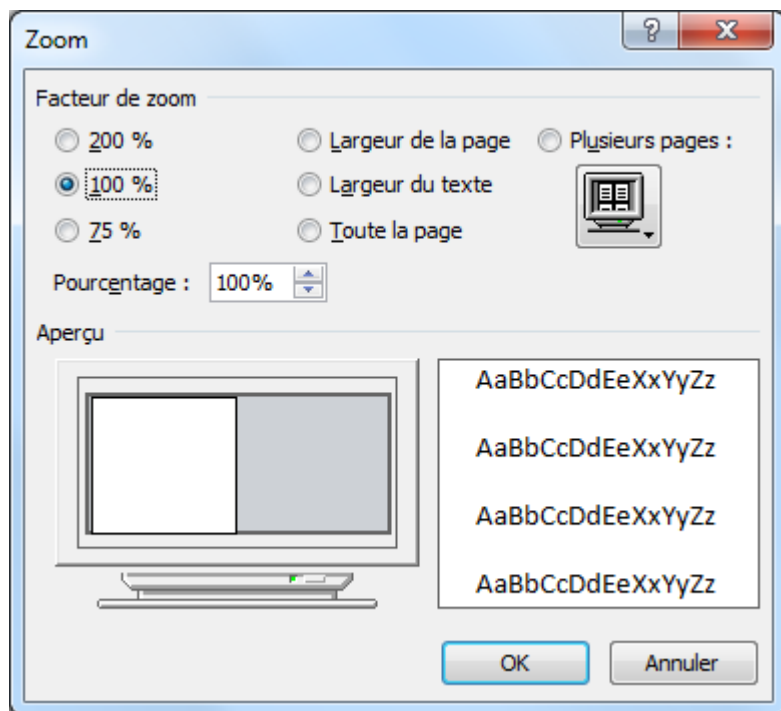 Zoom
Facteur de zoom
200 %
Largeur de la page
Plusieurs pages :
100 %
Largeur du texte
75 %
Toute la page
Pourcentage :
100%
Aperçu
AaBbCcDdEeXxYyZz
AaBbCcDdEeXxYyZz
AaBbCcDdEeXxYyZz
AaBbCcDdEeXxYyZz
OK
Annuler